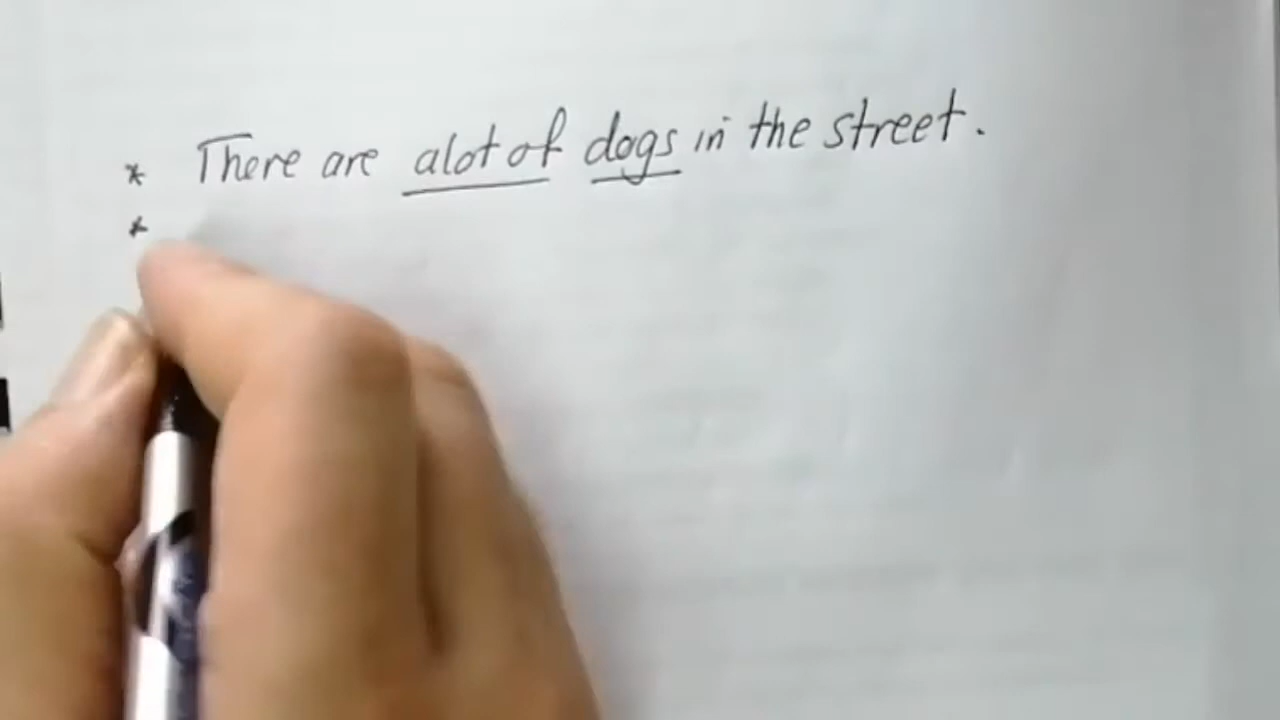 * There are alot of dogs in the street.
*